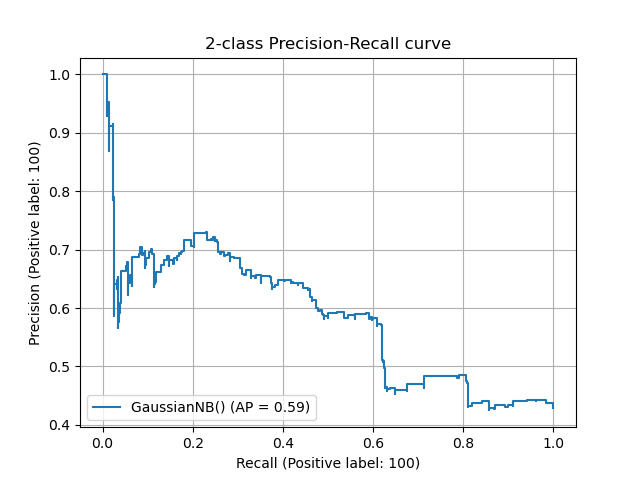 2-class Precision-Recall curve
1.0
0.9
0.8
0.7
0.6
0.5
0.4
Precision (Positive label: 100)
GaussianNB() (AP = 0.59)
0.0 0.2 0.4 0.6 0.8 1.0
Recall (Positive label: 100)